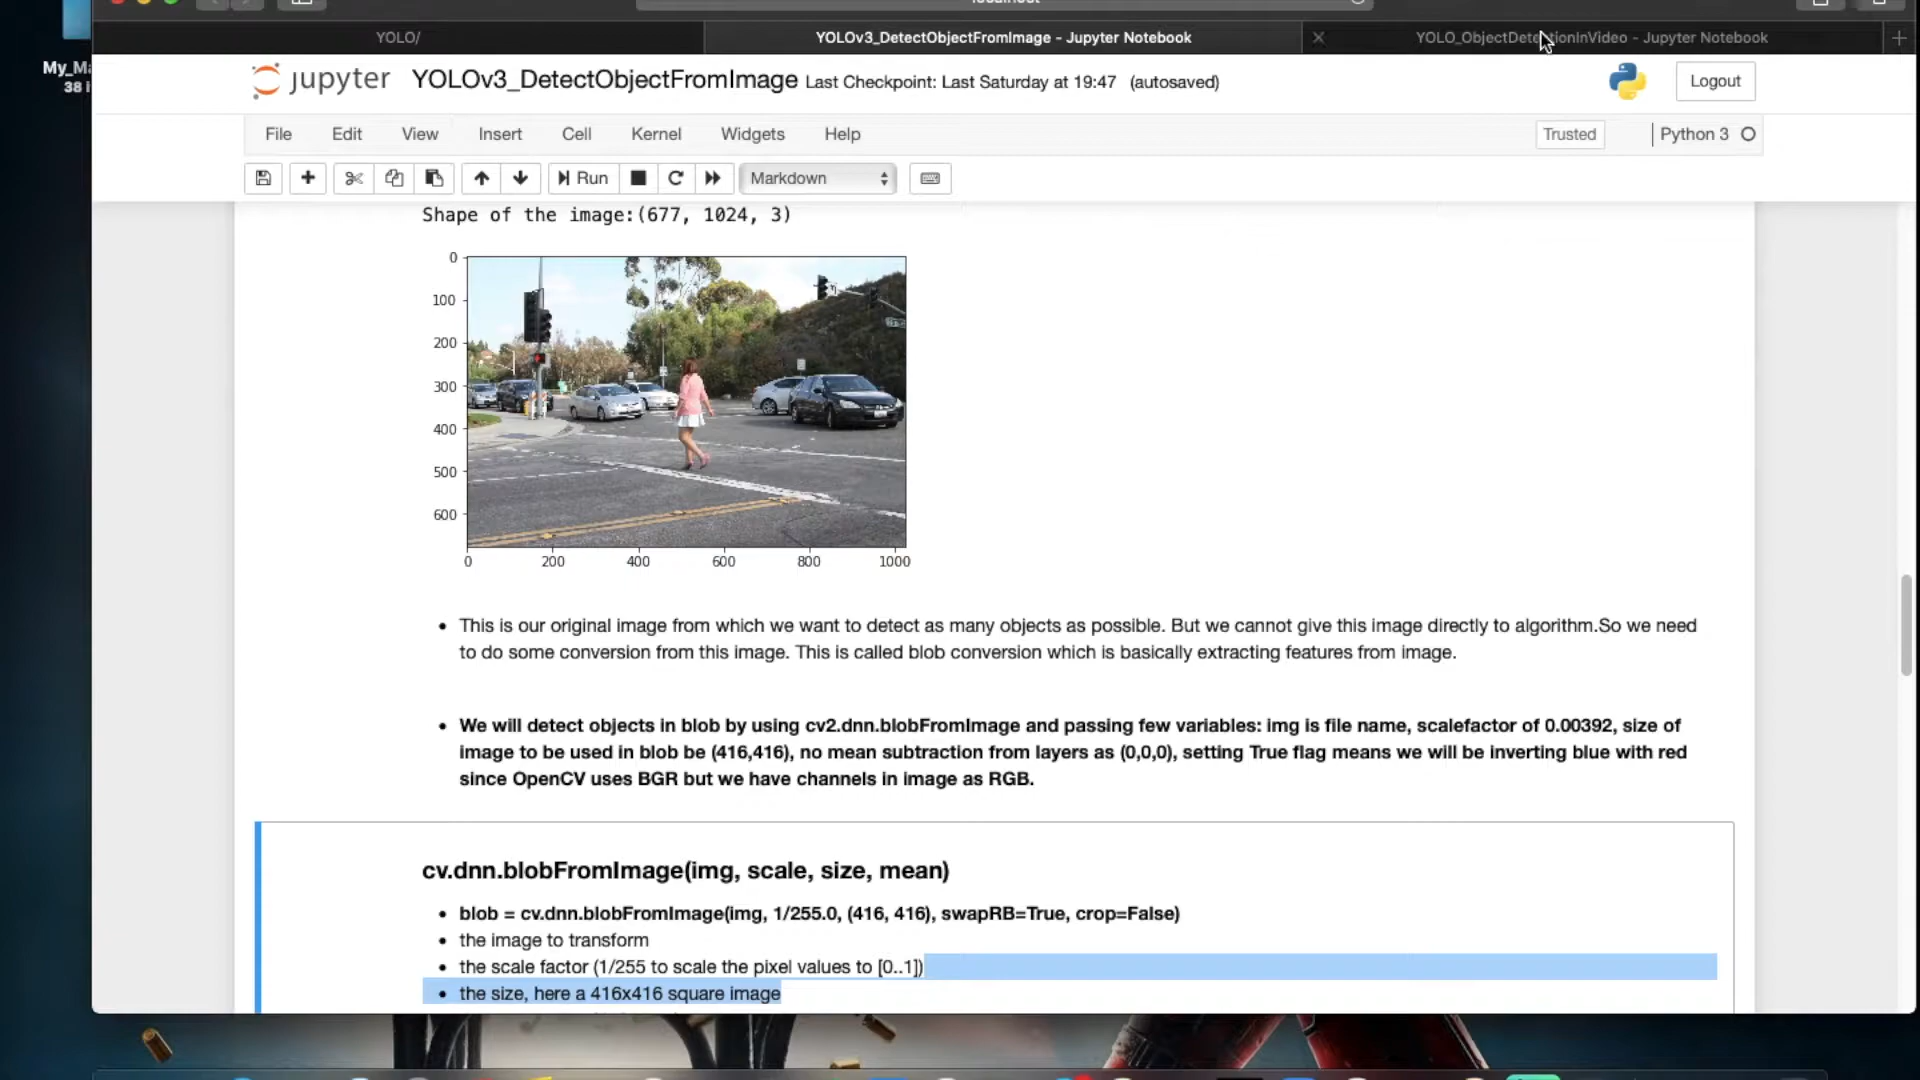 localhost
YOLO/
YOLOv3_DetectObjectFromImage - Jupyter Notebook
YOLO_ObjectDetectionInVideo - Jupyter Notebook
My_Ma
38 i
jupyter YOLOv3_DetectObjectFromImage Last Checkpoint: Last Saturday at 19:47 (autosaved)
Logout
File Edit View Insert Cell Kernel Widgets Help
Trusted
Python 3
Run
Markdown
Shape of the image:(677, 1024, 3)
0
100
200
300
400
500
600
0 200 400 600 800 1000
This is our original image from which we want to detect as many objects as possible. But we cannot give this image directly to algorithm.So we need
to do some conversion from this image. This is called blob conversion which is basically extracting features from image.
We will detect objects in blob by using cv2.dnn.blobFromImage and passing few variables: img is file name, scalefactor of 0.00392, size of
image to be used in blob be (416,416), no mean subtraction from layers as (0,0,0), setting True flag means we will be inverting blue with red
since OpenCV uses BGR but we have channels in image as RGB.
cv.dnn.blobFromImage(img, scale, size, mean)
blob = cv.dnn.blobFromImage(img, 1/255.0, (416, 416), swapRB=True, crop=False)
the image to transform
the scale factor (1/255 to scale the pixel values to [0..1])
the size, here a 416x416 square image